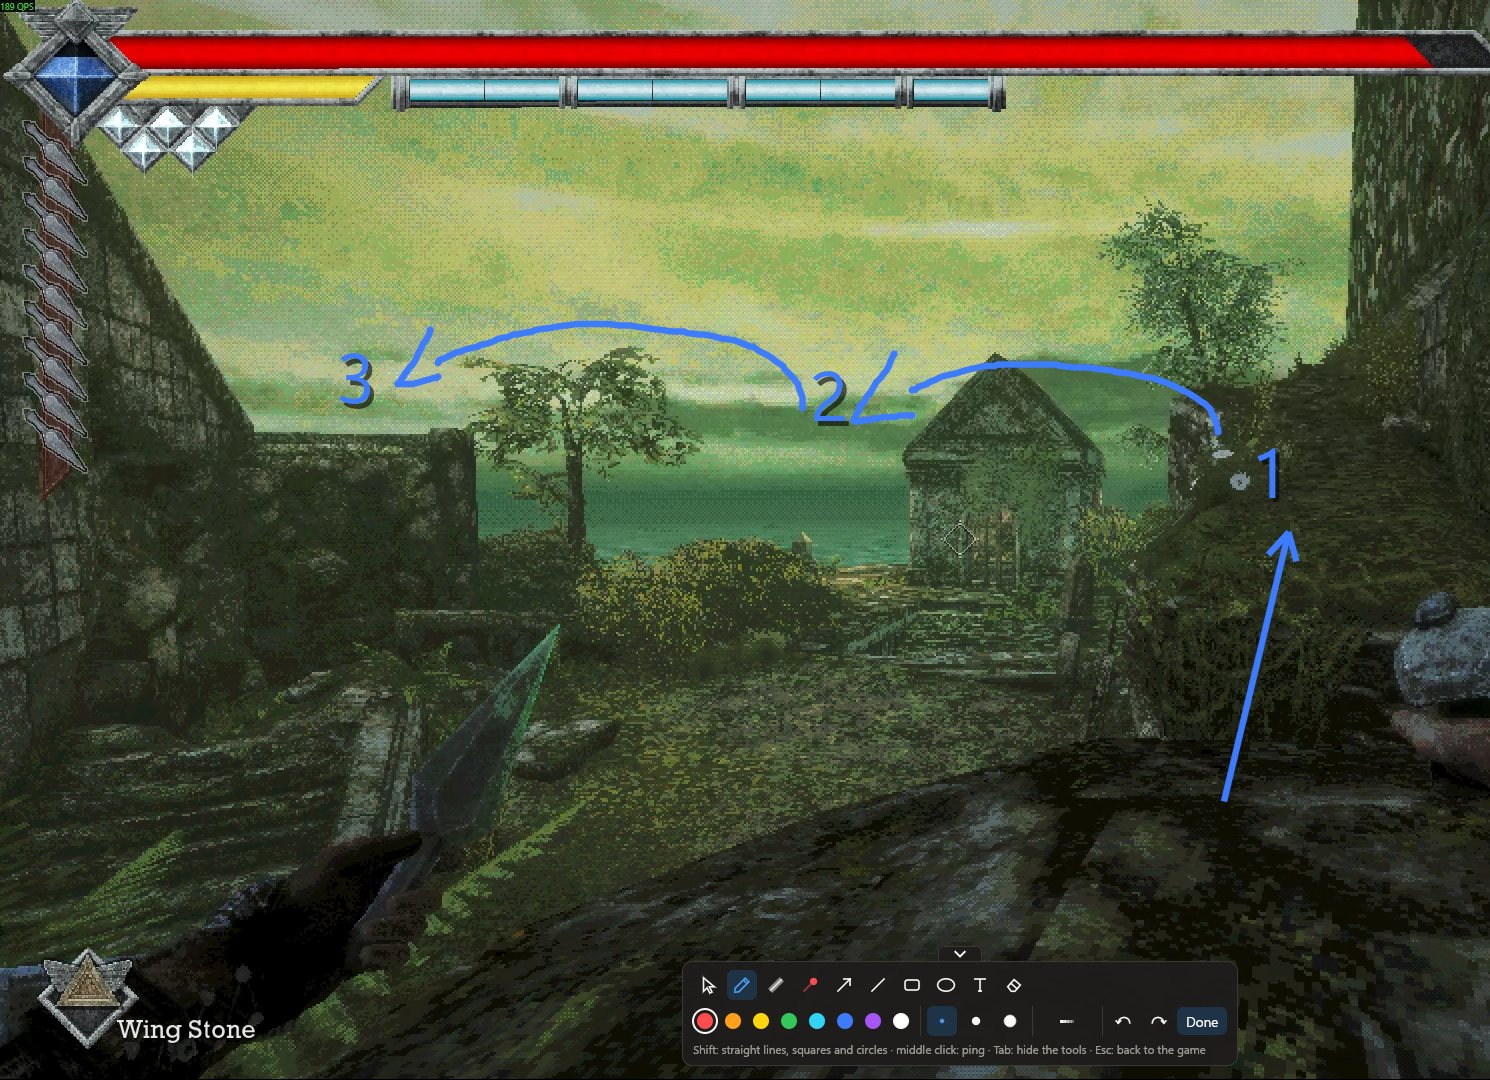 189 QPS
3
2
1
Wing Stone
T
Done
Shift: straight lines, squares and circles · middle click: ping · Tab: hide the tools · Esc: back to the game